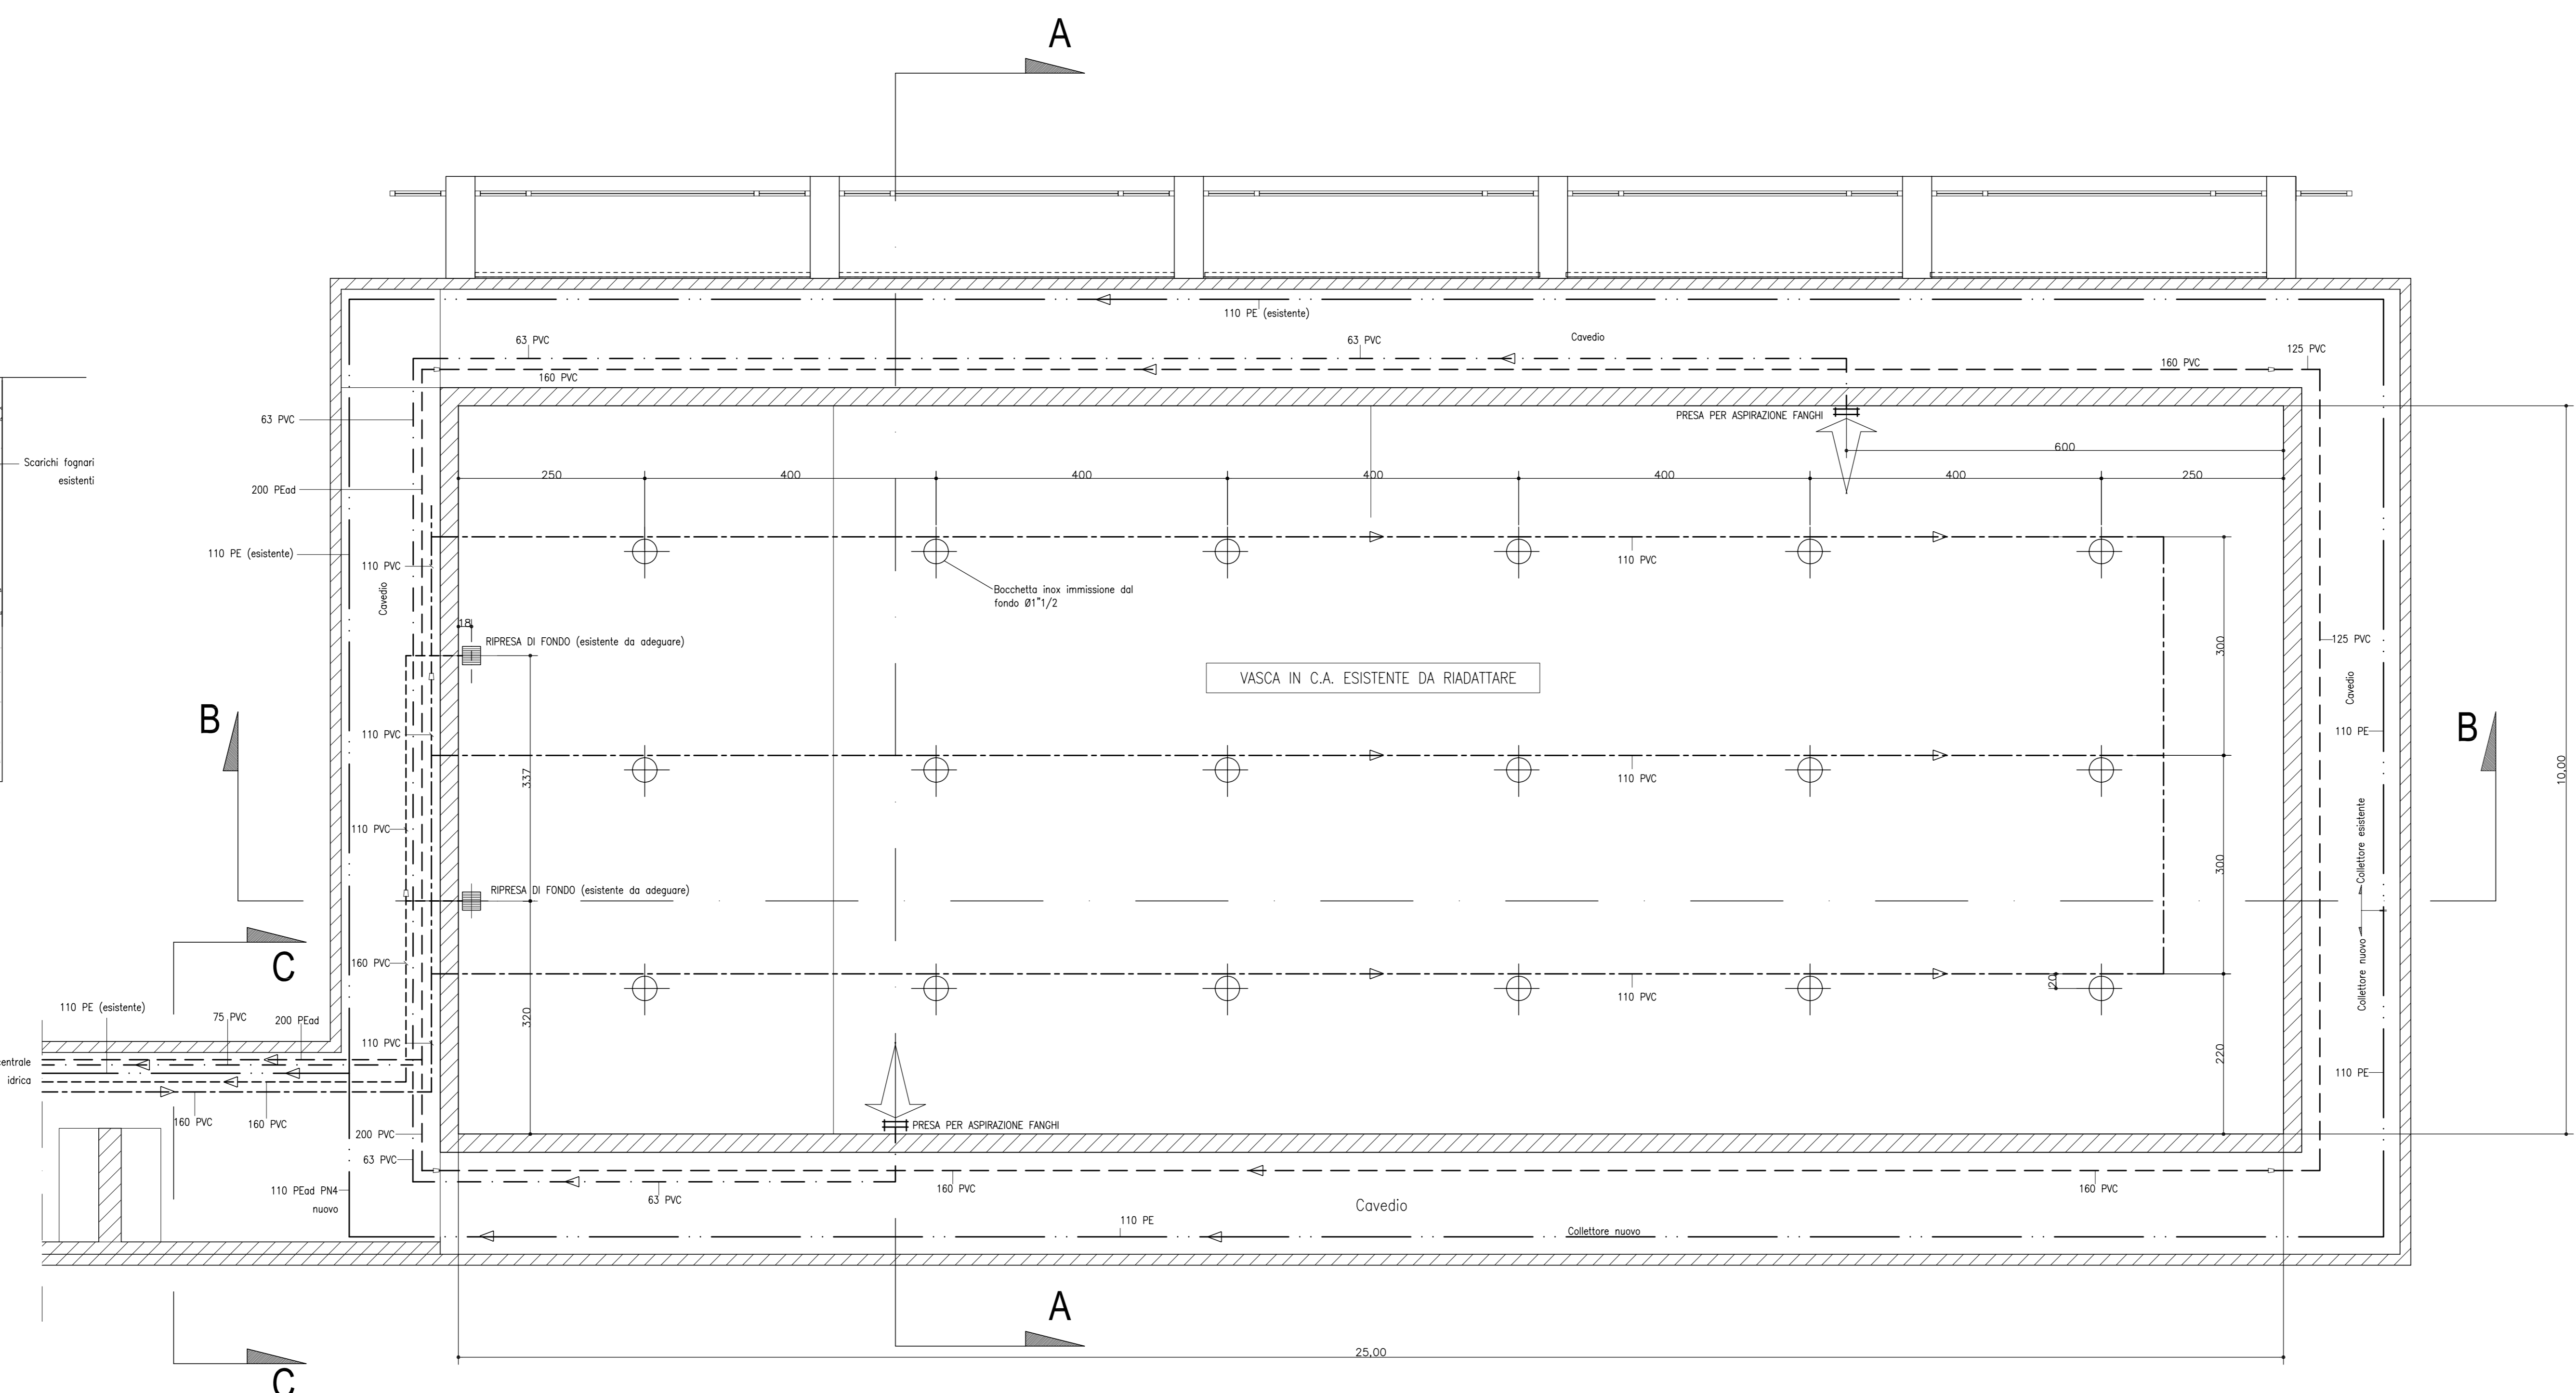 A
110 PE (esistente)
63 PVC
63 PVC
Cavedio
125 PVC
160 PVC
160 PVC
63 PVC
PRESA PER ASPIRAZIONE FANGHI
600
Scarichi fognari
esistenti
250
400
400
400
400
400
250
200 PEad
110 PE (esistente)
110 PVC
110 PVC
Cavedio
Bocchetta inox immissione dal
fondo Ø1"1/2
18
RIPRESA DI FONDO (esistente da adeguare)
300
125 PVC
VASCA IN C.A. ESISTENTE DA RIADATTARE
Cavedio
B
B
110 PVC
110 PE
337
110 PVC
10.00
110 PVC
Collettore esistente
300
RIPRESA DI FONDO (esistente da adeguare)
C
160 PVC
Collettore nuovo
20
110 PVC
110 PE (esistente)
75 PVC
200 PEad
320
110 PVC
220
centrale
idrica
110 PE
160 PVC
160 PVC
200 PVC
PRESA PER ASPIRAZIONE FANGHI
63 PVC
110 PEad PN4
nuovo
63 PVC
160 PVC
160 PVC
Cavedio
110 PE
Collettore nuovo
A
25.00
C